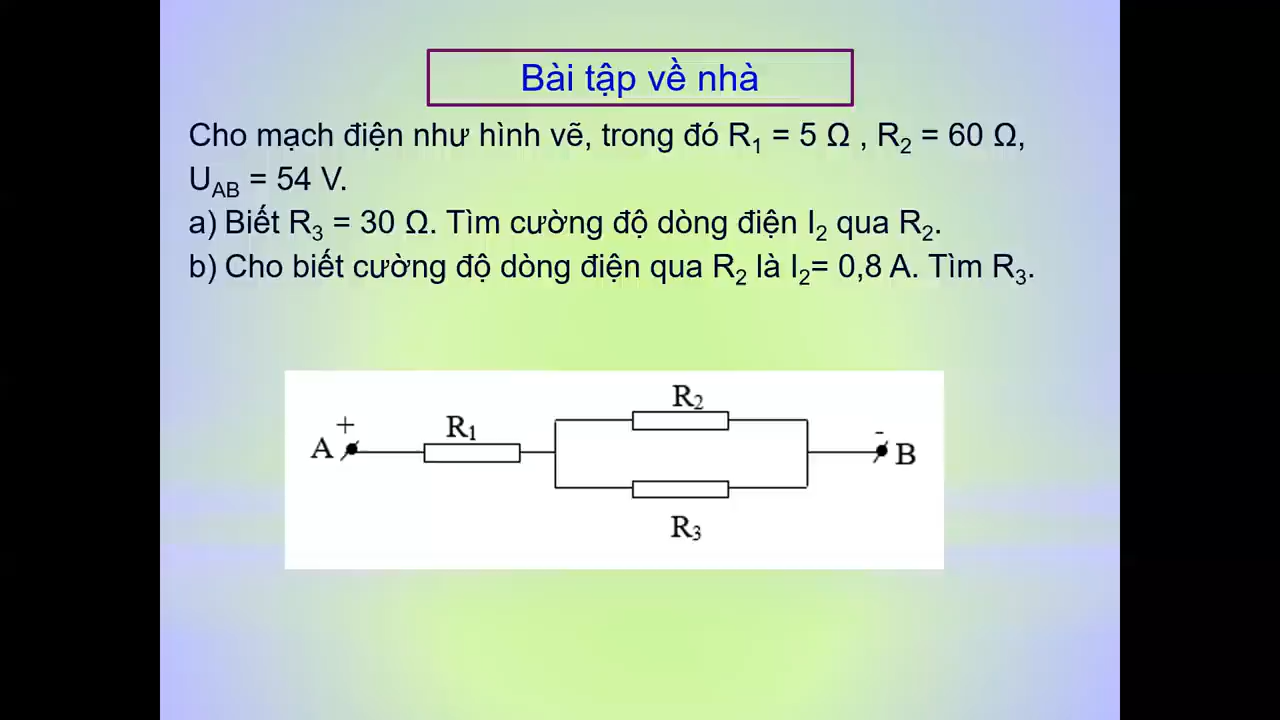 Bài tập về nhà
Cho mạch điện như hình vẽ, trong đó R₁ = 5 Ω , R₂ = 60 Ω,
U_AB = 54 V.
a) Biết R₃ = 30 Ω. Tìm cường độ dòng điện I₂ qua R₂.
b) Cho biết cường độ dòng điện qua R₂ là I₂= 0,8 A. Tìm R₃.
R₂
+
R₁
-
A
B
R₃